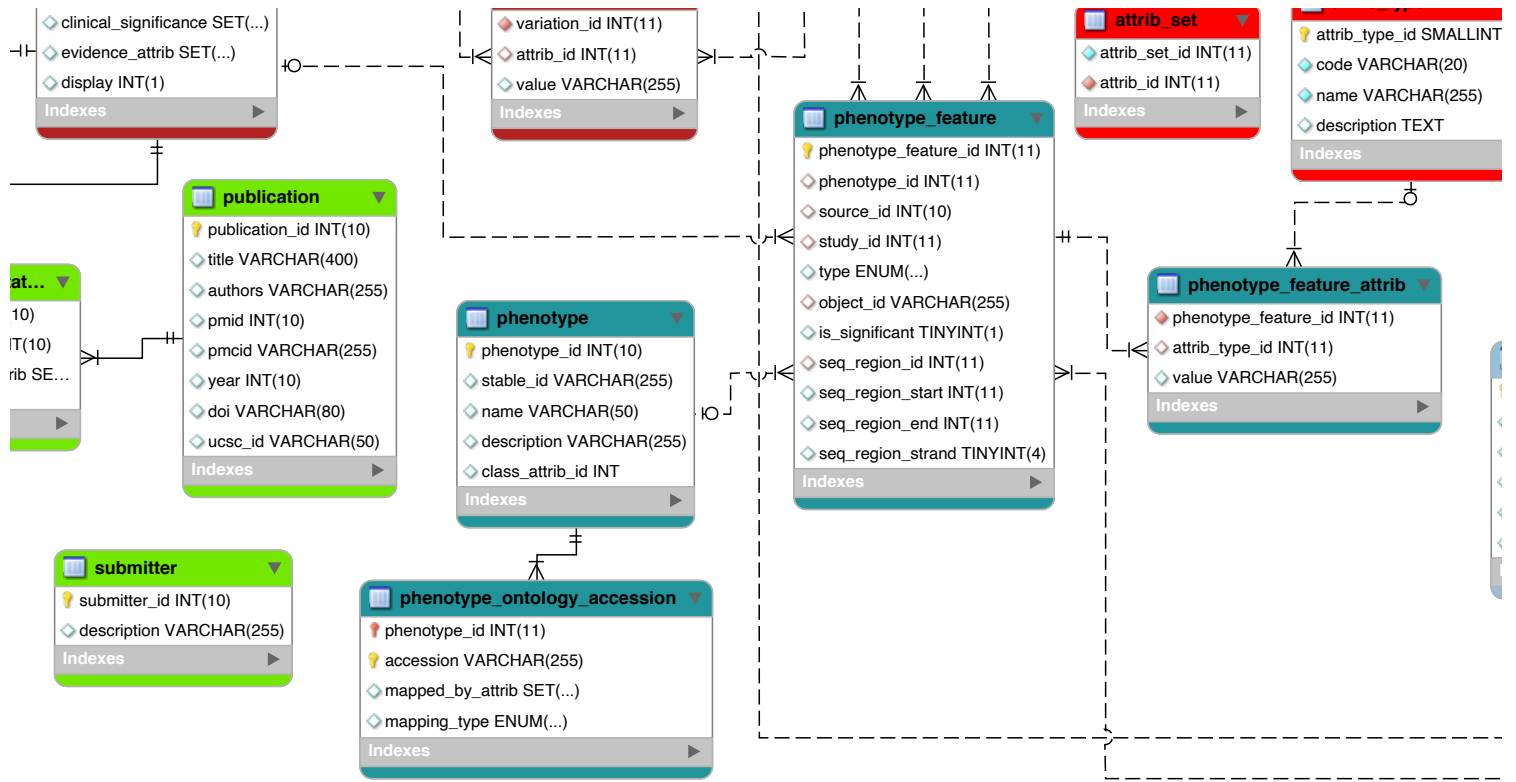 clinical_significance SET(...)
evidence_attrib SET(...)
display INT(1)
Indexes
variation_id INT(11)
attrib_id INT(11)
value VARCHAR(255)
Indexes
attrib_set
attrib_set_id INT(11)
attrib_id INT(11)
Indexes
attrib_type_id SMALLINT
code VARCHAR(20)
name VARCHAR(255)
description TEXT
Indexes
publication
publication_id INT(10)
title VARCHAR(400)
authors VARCHAR(255)
pmid INT(10)
pmcid VARCHAR(255)
year INT(10)
doi VARCHAR(80)
ucsc_id VARCHAR(50)
Indexes
at...
10)
IT(10)
rib SE...
phenotype
phenotype_id INT(10)
stable_id VARCHAR(255)
name VARCHAR(50)
description VARCHAR(255)
class_attrib_id INT
Indexes
phenotype_feature
phenotype_feature_id INT(11)
phenotype_id INT(11)
source_id INT(10)
study_id INT(11)
type ENUM(...)
object_id VARCHAR(255)
is_significant TINYINT(1)
seq_region_id INT(11)
seq_region_start INT(11)
seq_region_end INT(11)
seq_region_strand TINYINT(4)
Indexes
phenotype_feature_attrib
phenotype_feature_id INT(11)
attrib_type_id INT(11)
value VARCHAR(255)
Indexes
submitter
submitter_id INT(10)
description VARCHAR(255)
Indexes
phenotype_ontology_accession
phenotype_id INT(11)
accession VARCHAR(255)
mapped_by_attrib SET(...)
mapping_type ENUM(...)
Indexes